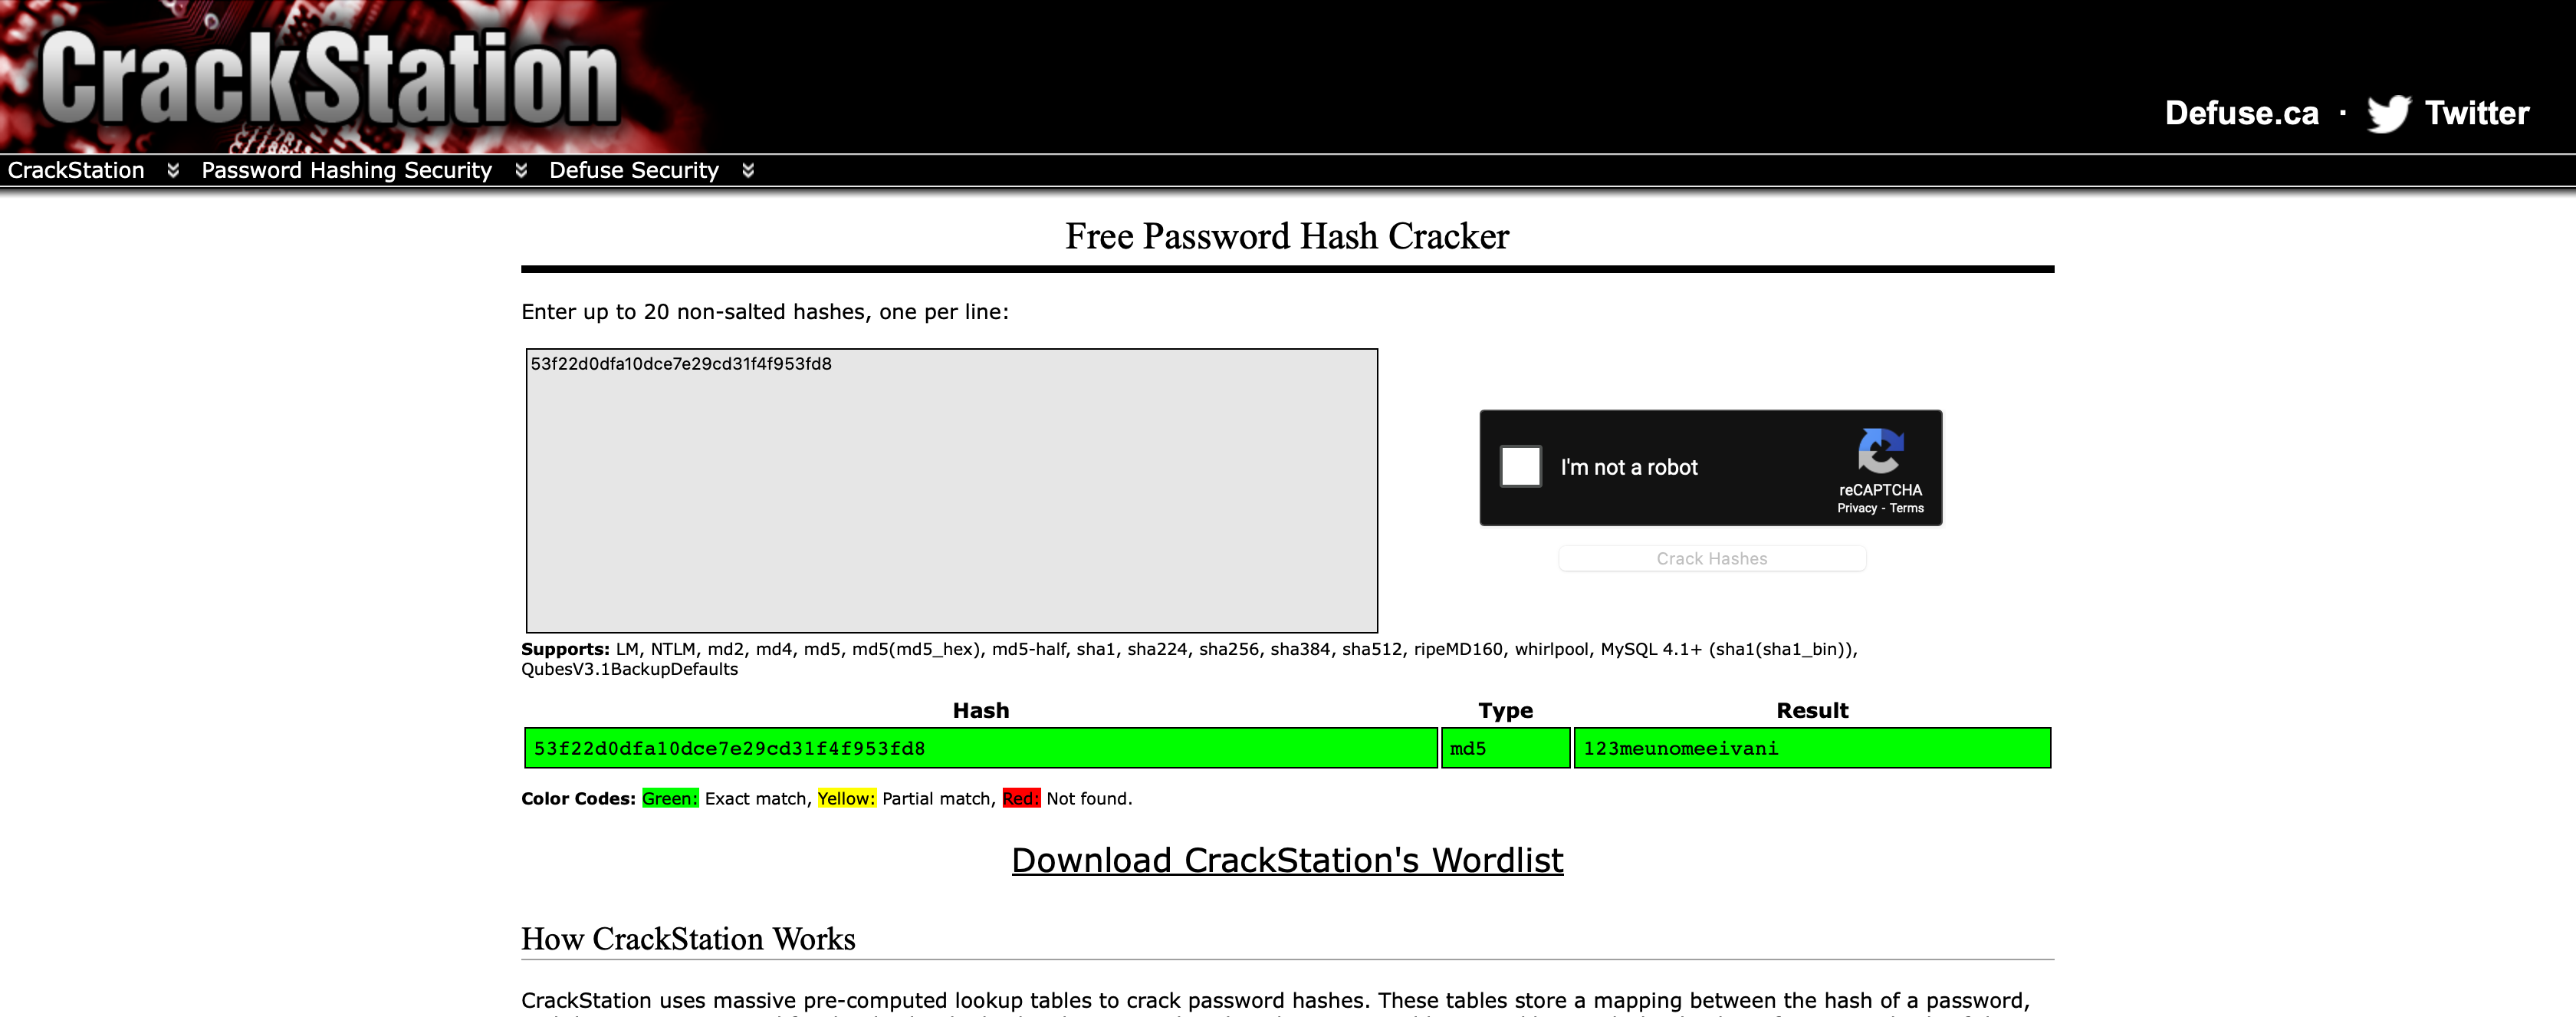 CrackStation
Defuse.ca · Twitter
CrackStation Password Hashing Security Defuse Security
Free Password Hash Cracker
Enter up to 20 non-salted hashes, one per line:
53f22d0dfa10dce7e29cd31f4f953fd8
I'm not a robot
reCAPTCHA
Privacy - Terms
Crack Hashes
Supports: LM, NTLM, md2, md4, md5, md5(md5_hex), md5-half, sha1, sha224, sha256, sha384, sha512, ripeMD160, whirlpool, MySQL 4.1+ (sha1(sha1_bin)),
QubesV3.1BackupDefaults
Hash Type Result
53f22d0dfa10dce7e29cd31f4f953fd8 md5 123meunomeeivani
Color Codes: Green: Exact match, Yellow: Partial match, Red: Not found.
Download CrackStation's Wordlist
How CrackStation Works
CrackStation uses massive pre-computed lookup tables to crack password hashes. These tables store a mapping between the hash of a password,